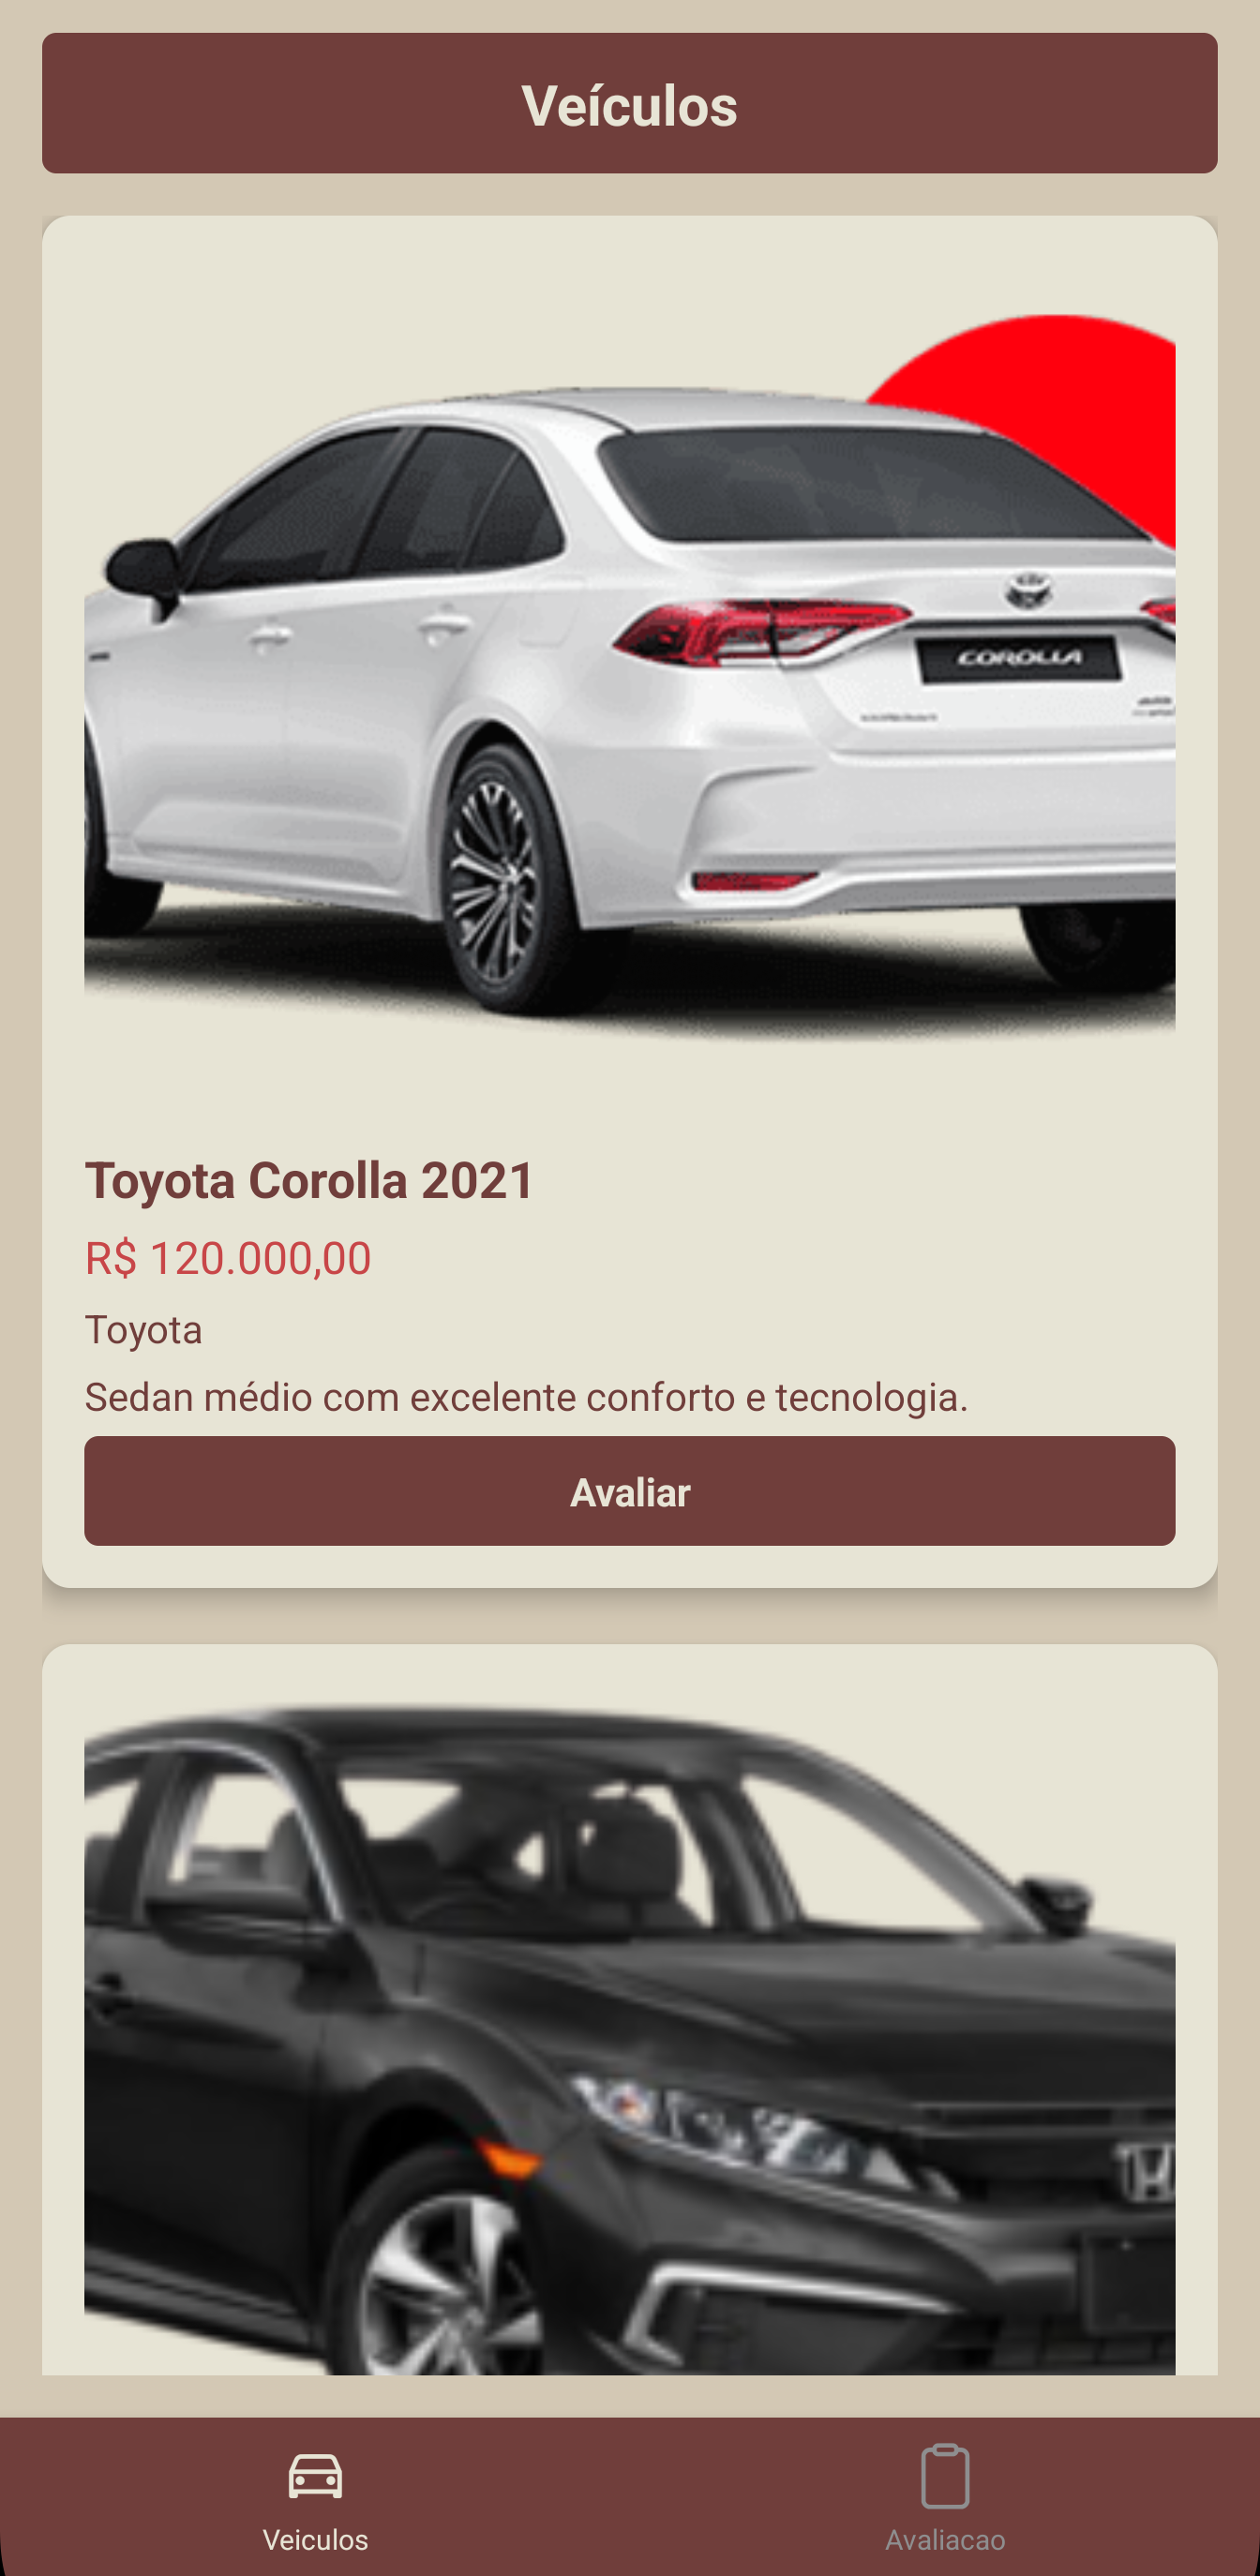 Veículos
COROLLA
Toyota Corolla 2021
R$ 120.000,00
Toyota
Sedan médio com excelente conforto e tecnologia.
Avaliar
Veiculos
Avaliacao